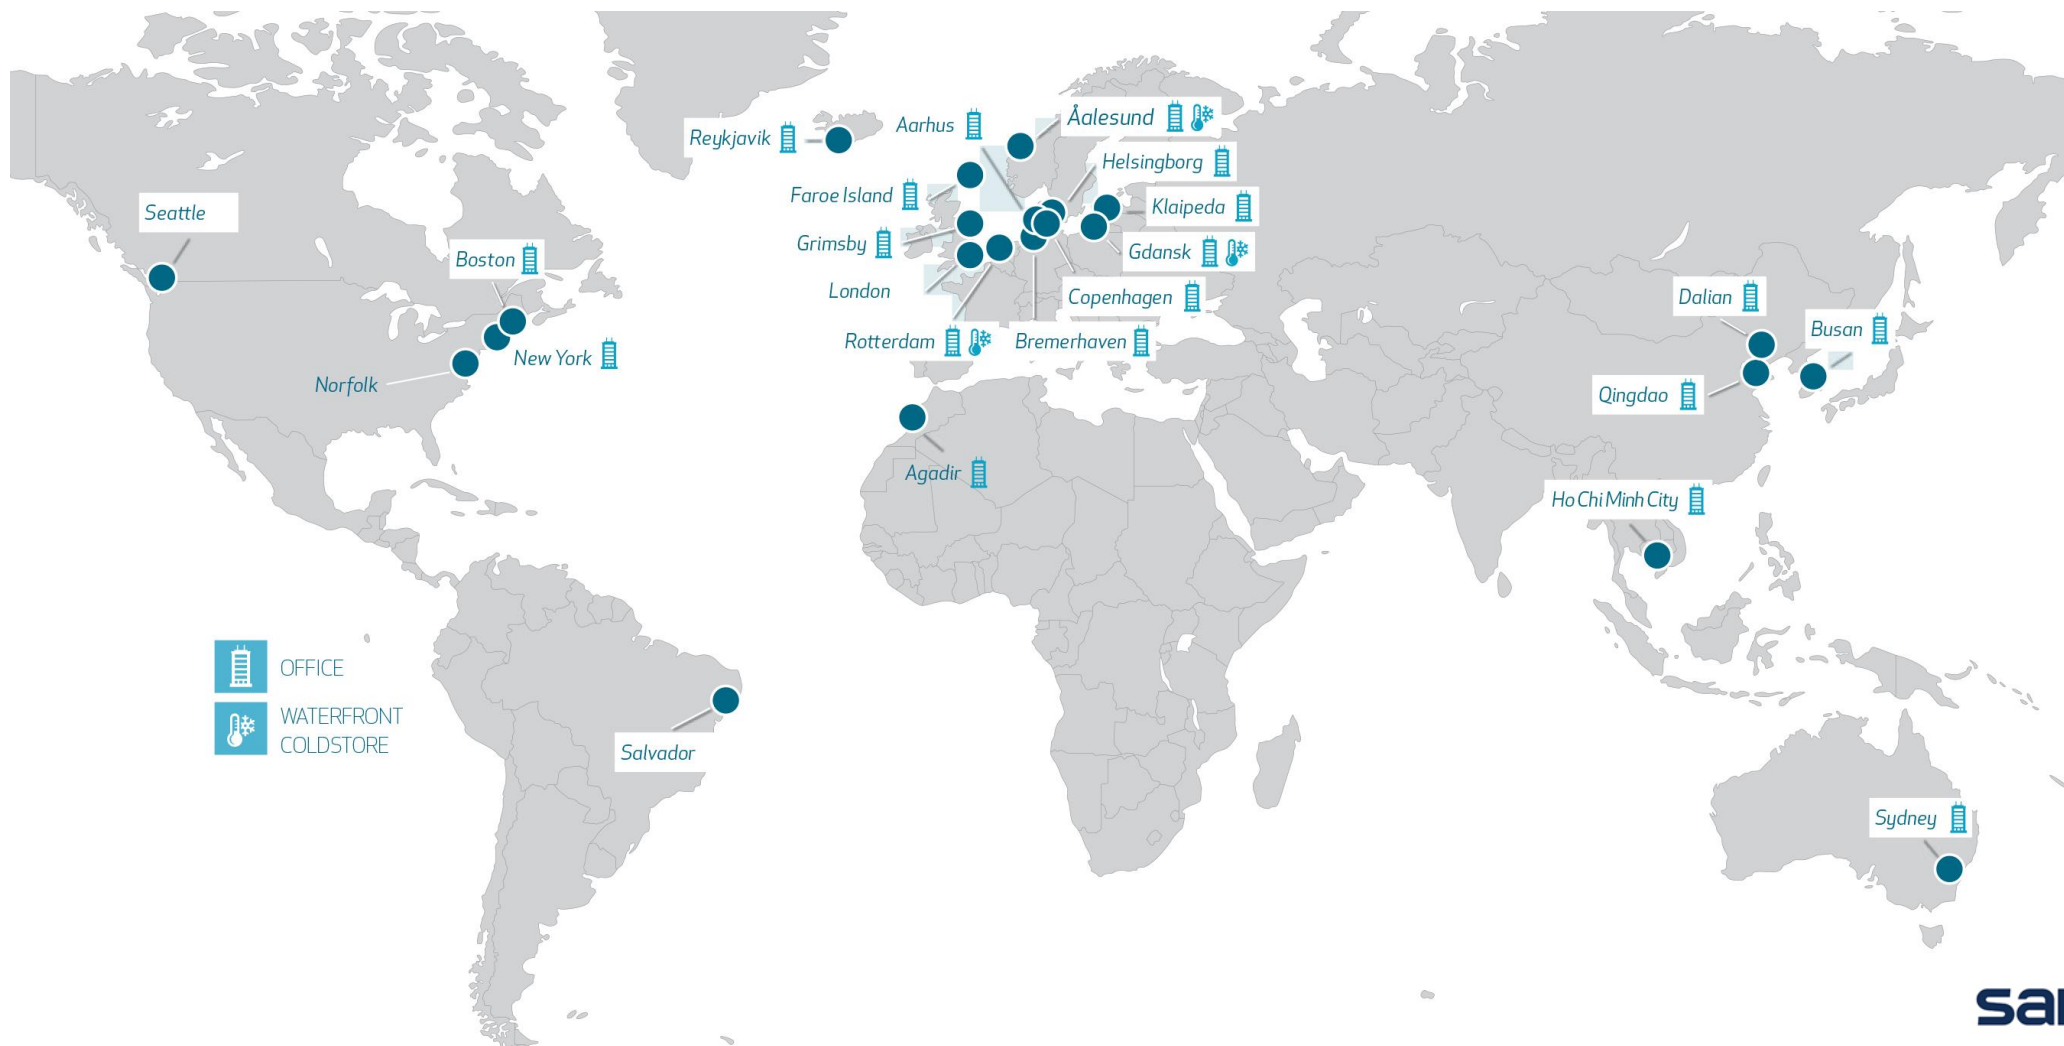 Åalesund
Aarhus
Reykjavik
Helsingborg
Faroe Island
Klaipeda
Seattle
Grimsby
Gdansk
Boston
London
Copenhagen
Dalian
Busan
Rotterdam
Bremerhaven
New York
Norfolk
Qingdao
Agadir
Ho Chi Minh City
OFFICE
WATERFRONT
COLDSTORE
Salvador
Sydney